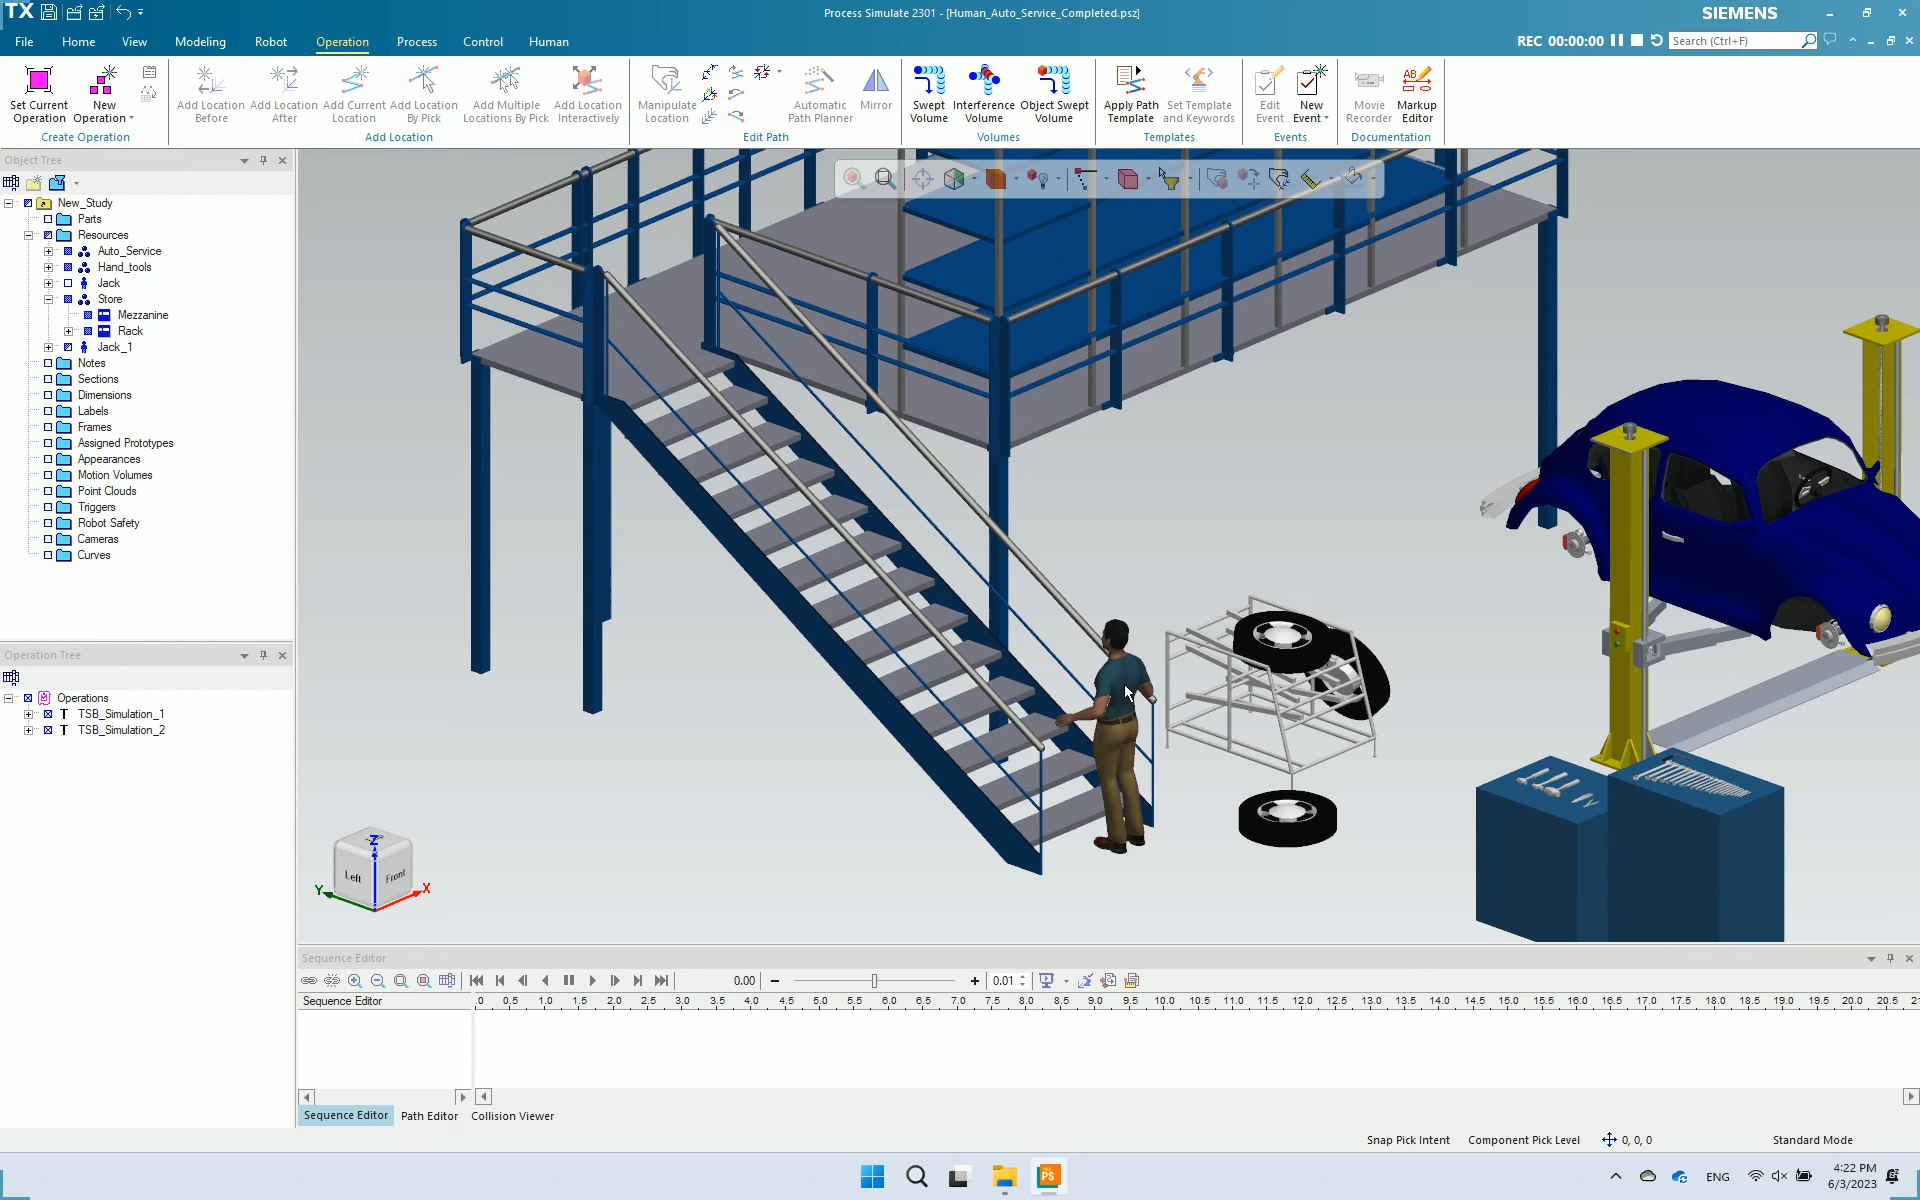 TX
Process Simulate 2301 - [Human_Auto_Service_Completed.psz]
SIEMENS
File Home View Modeling Robot Operation Process Control Human
REC 00:00:00
Search (Ctrl+F)
Set Current Operation
New Operation
Create Operation
Add Location Before
Add Location After
Add Current Location
Add Location By Pick
Add Multiple Locations By Pick
Add Location Interactively
Add Location
Manipulate Location
Automatic Path Planner
Mirror
Edit Path
Swept Volume
Interference Volume
Object Swept Volume
Volumes
Apply Path Template
Set Template and Keywords
Templates
Edit Event
New Event
Events
Movie Recorder
Markup Editor
Documentation
Object Tree
New_Study
Parts
Resources
Auto_Service
Hand_tools
Jack
Store
Mezzanine
Rack
Jack_1
Notes
Sections
Dimensions
Labels
Frames
Assigned Prototypes
Appearances
Motion Volumes
Point Clouds
Triggers
Robot Safety
Cameras
Curves
Operation Tree
Operations
TSB_Simulation_1
TSB_Simulation_2
Z
Left
Front
Y
X
Sequence Editor
0.00
0.01
Sequence Editor
.0 0.5 1.0 1.5 2.0 2.5 3.0 3.5 4.0 4.5 5.0 5.5 6.0 6.5 7.0 7.5 8.0 8.5 9.0 9.5 10.0 10.5 11.0 11.5 12.0 12.5 13.0 13.5 14.0 14.5 15.0 15.5 16.0 16.5 17.0 17.5 18.0 18.5 19.0 19.5 20.0 20.5
Sequence Editor Path Editor Collision Viewer
Snap Pick Intent Component Pick Level 0, 0, 0 Standard Mode
PS
ENG
4:22 PM
6/3/2023